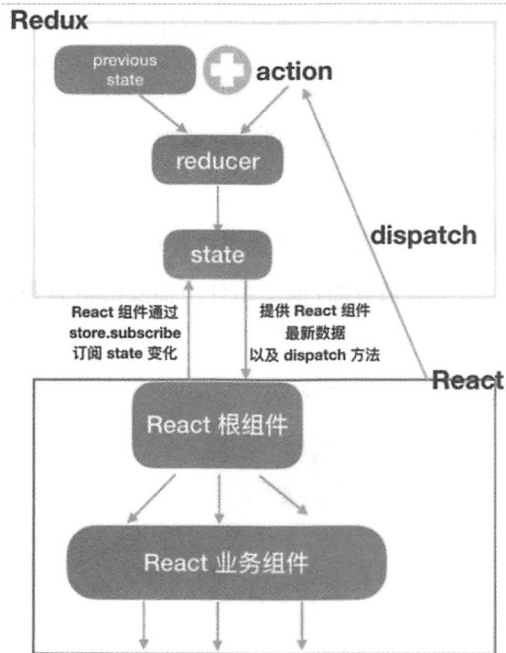 Redux
previous
state
action
reducer
state
dispatch
React 组件通过
store.subscribe
订阅 state 变化
提供 React 组件
最新数据
以及 dispatch 方法
React
React 根组件
React 业务组件